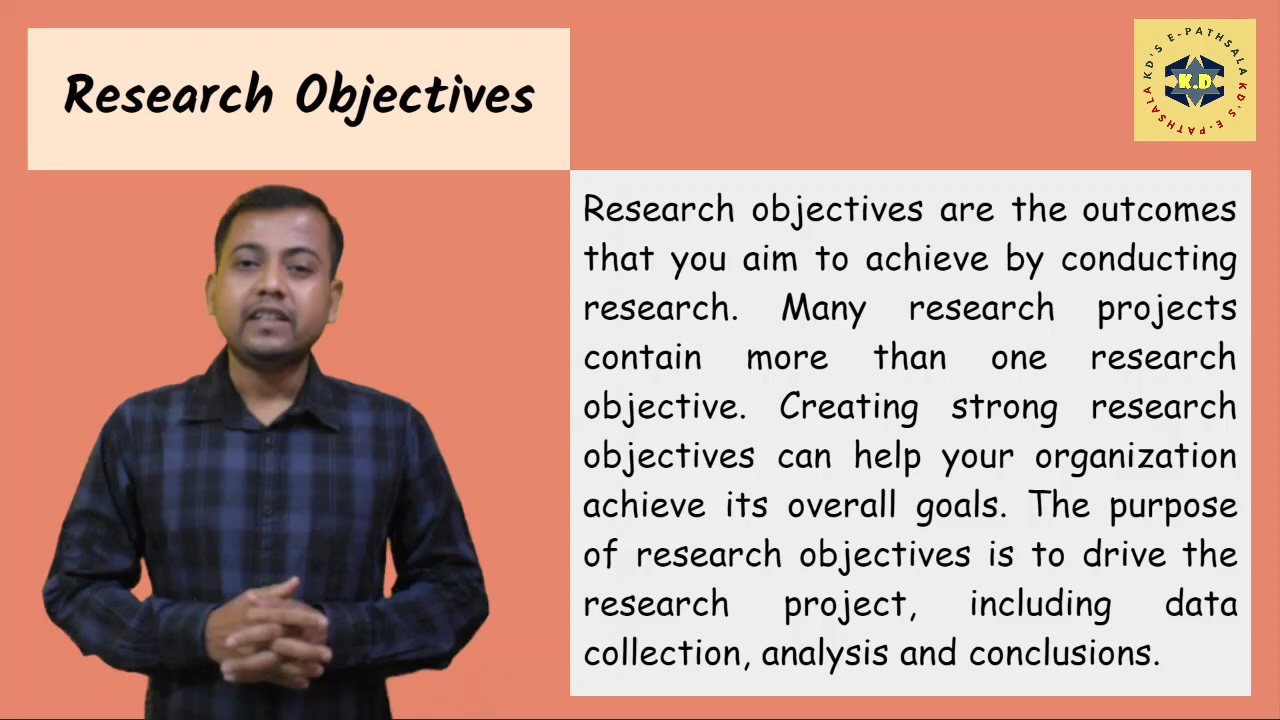 Research Objectives
KD'S E-PATHSALA KD'S E-PATHSALA
K.D
Research objectives are the outcomes
that you aim to achieve by conducting
research. Many research projects
contain more than one research
objective. Creating strong research
objectives can help your organization
achieve its overall goals. The purpose
of research objectives is to drive the
research project, including data
collection, analysis and conclusions.